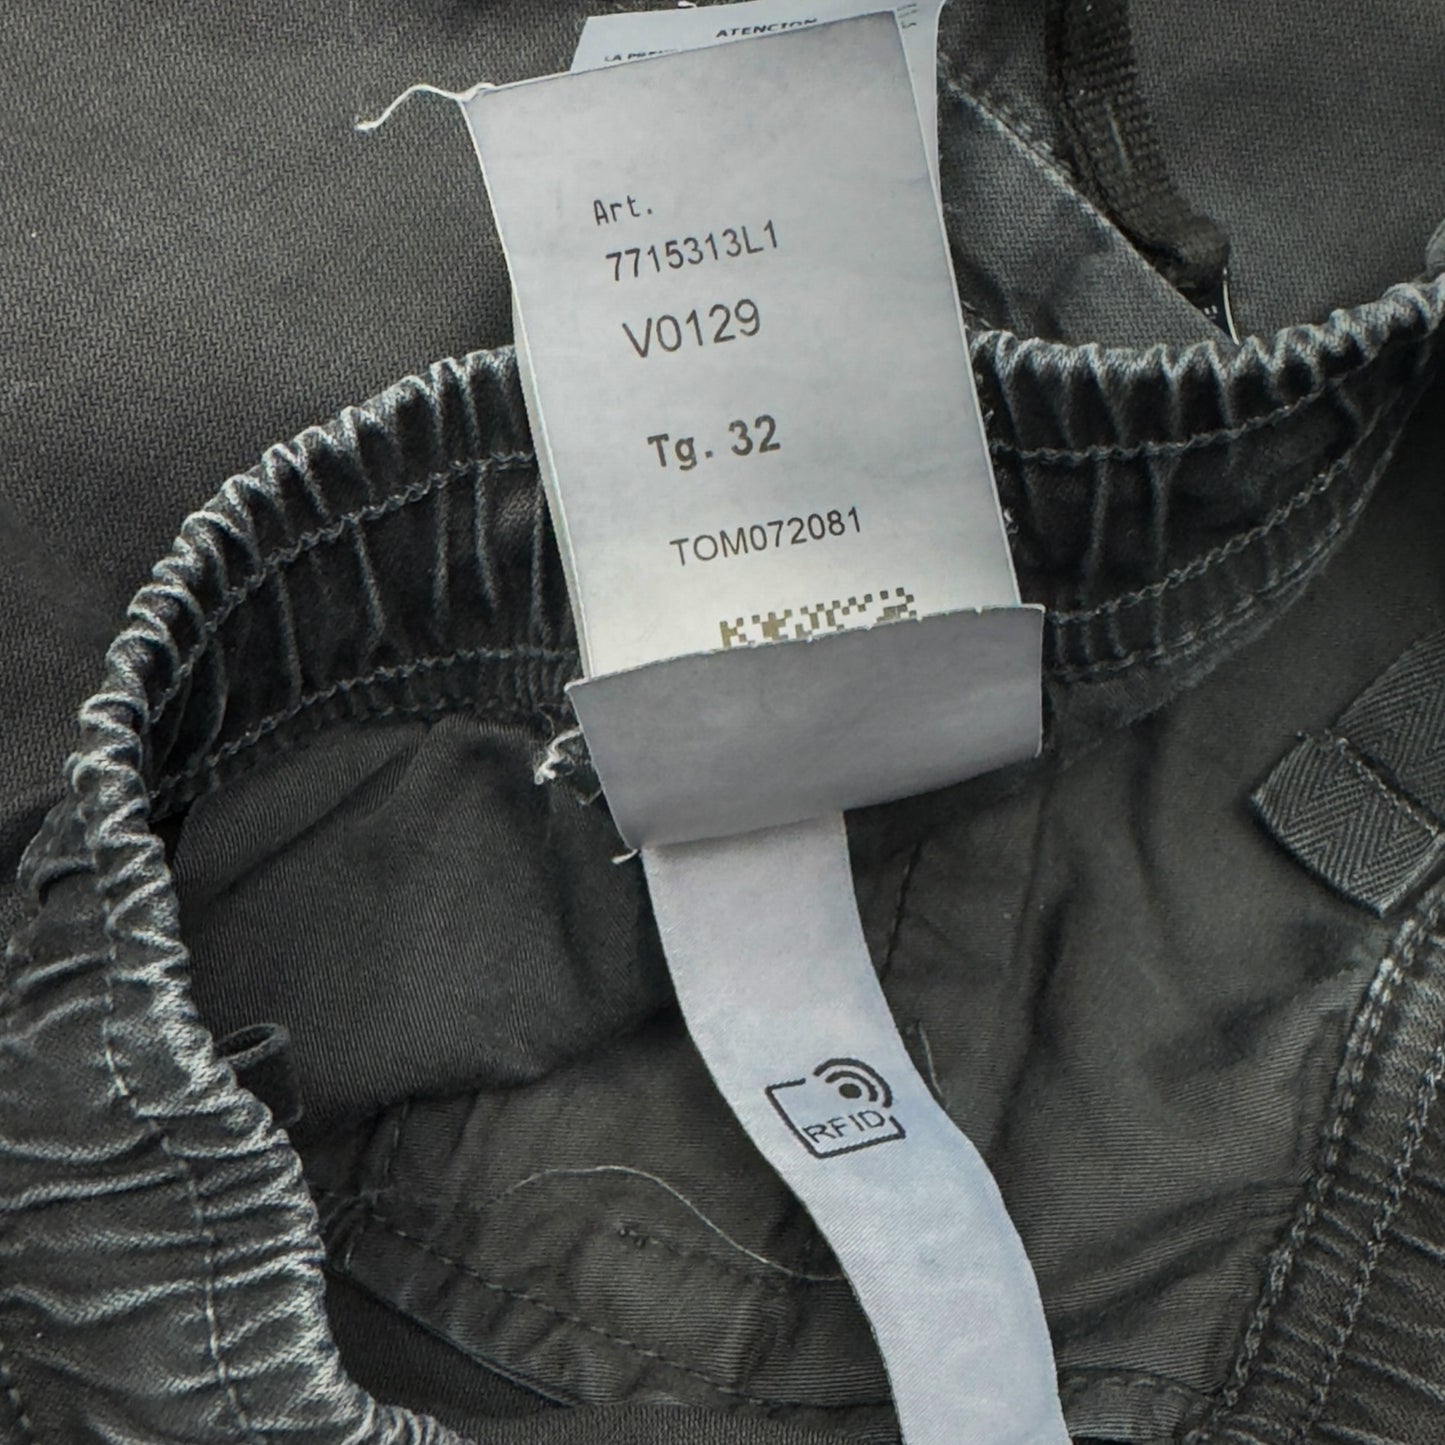 ATENCION
Art.
7715313L1
V0129
Tg. 32
TOM072081
RFID